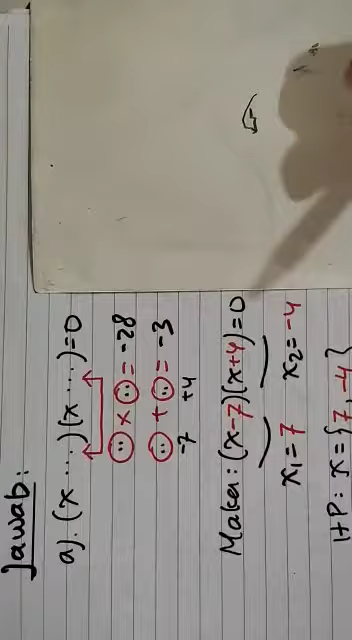 Jawab:
a). (x ...)(x ...)=0
... × ... = -28
... + ... = -3
-7 +4
Maka: (x-7)(x+4)=0
x₁=7 x₂=-4
HP: x={7,-4}